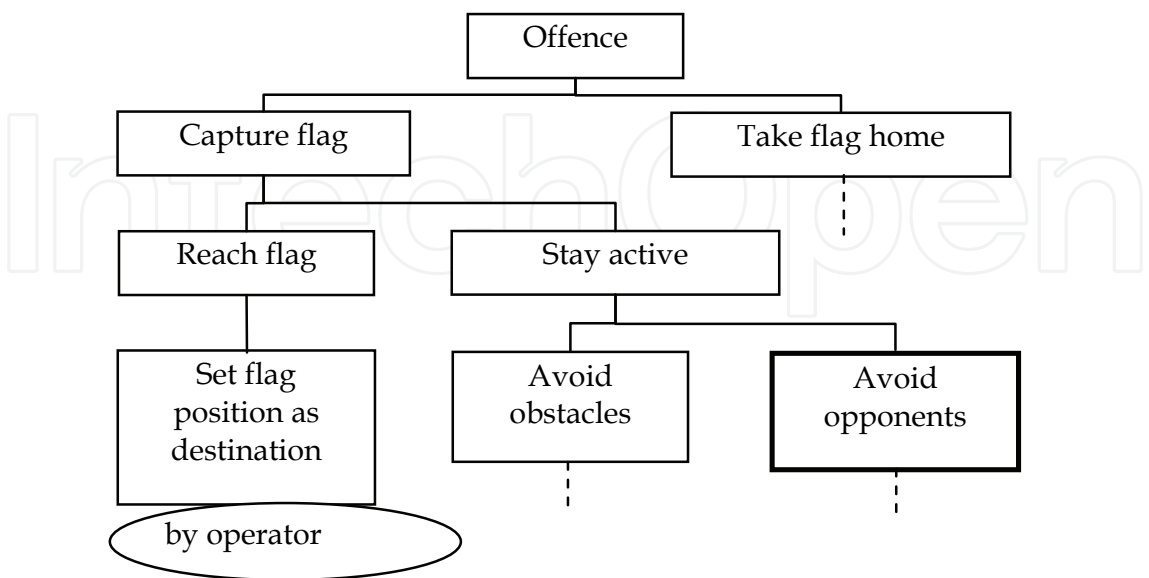 Offence
Capture flag
Take flag home
Reach flag
Stay active
Set flag
position as
destination
Avoid
obstacles
Avoid
opponents
by operator
IntechOpen